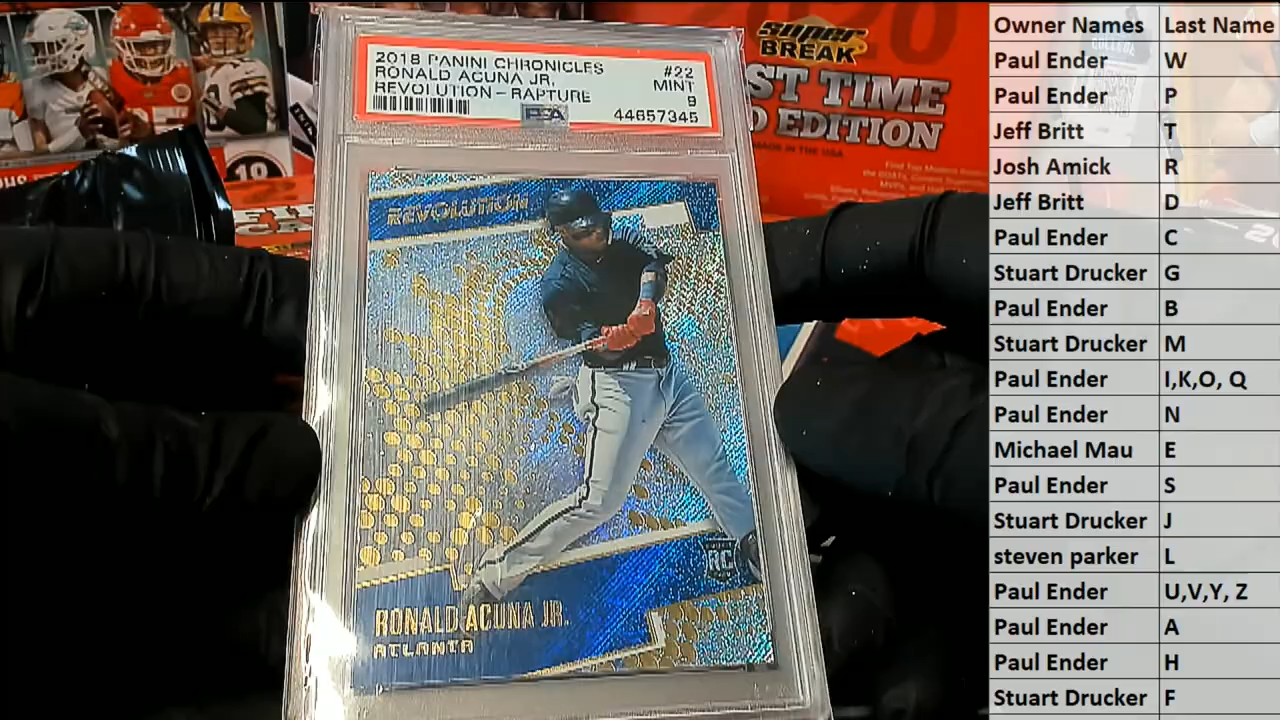 super
BREAK
ST TIME
EDITION
MADE IN THE USA
2018 PANINI CHRONICLES
#22
RONALD ACUNA JR.
MINT
REVOLUTION - RAPTURE
9
PSA
44657345
REVOLUTION
RC
RONALD ACUNA JR.
ATLANTA
10
Owner Names Last Name
Paul Ender W
Paul Ender P
Jeff Britt T
Josh Amick R
Jeff Britt D
Paul Ender C
Stuart Drucker G
Paul Ender B
Stuart Drucker M
Paul Ender I,K,O, Q
Paul Ender N
Michael Mau E
Paul Ender S
Stuart Drucker J
steven parker L
Paul Ender U,V,Y, Z
Paul Ender A
Paul Ender H
Stuart Drucker F